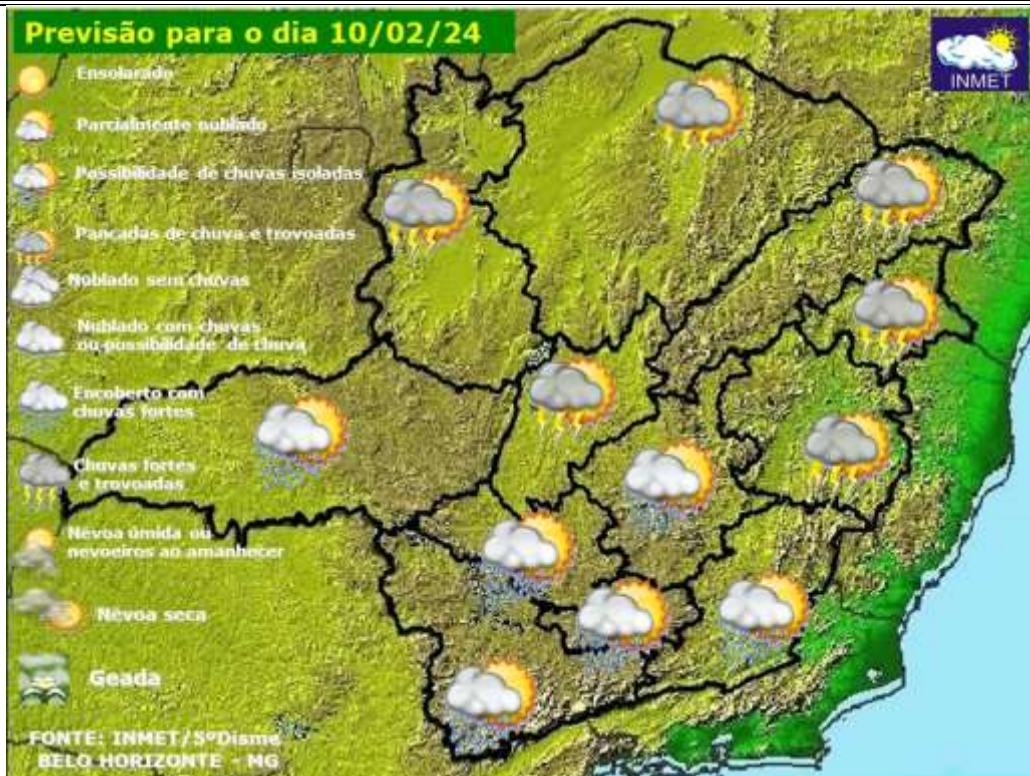 Previsão para o dia 10/02/24
INMET
Ensolarado
Parcialmente nublado
Possibilidade de chuvas isoladas
Pancadas de chuva e trovoadas
Noblado sem chuvas
Nublado com chuvas
ou possibilidade de chuva
Encoberto com
chuvas fortes
Chuvas fortes
e trovoadas
Névoa úmida ou
nevoeiros ao amanhecer
Névoa seca
Geada
FONTE: INMET/5ºDisme
BELO HORIZONTE - MG